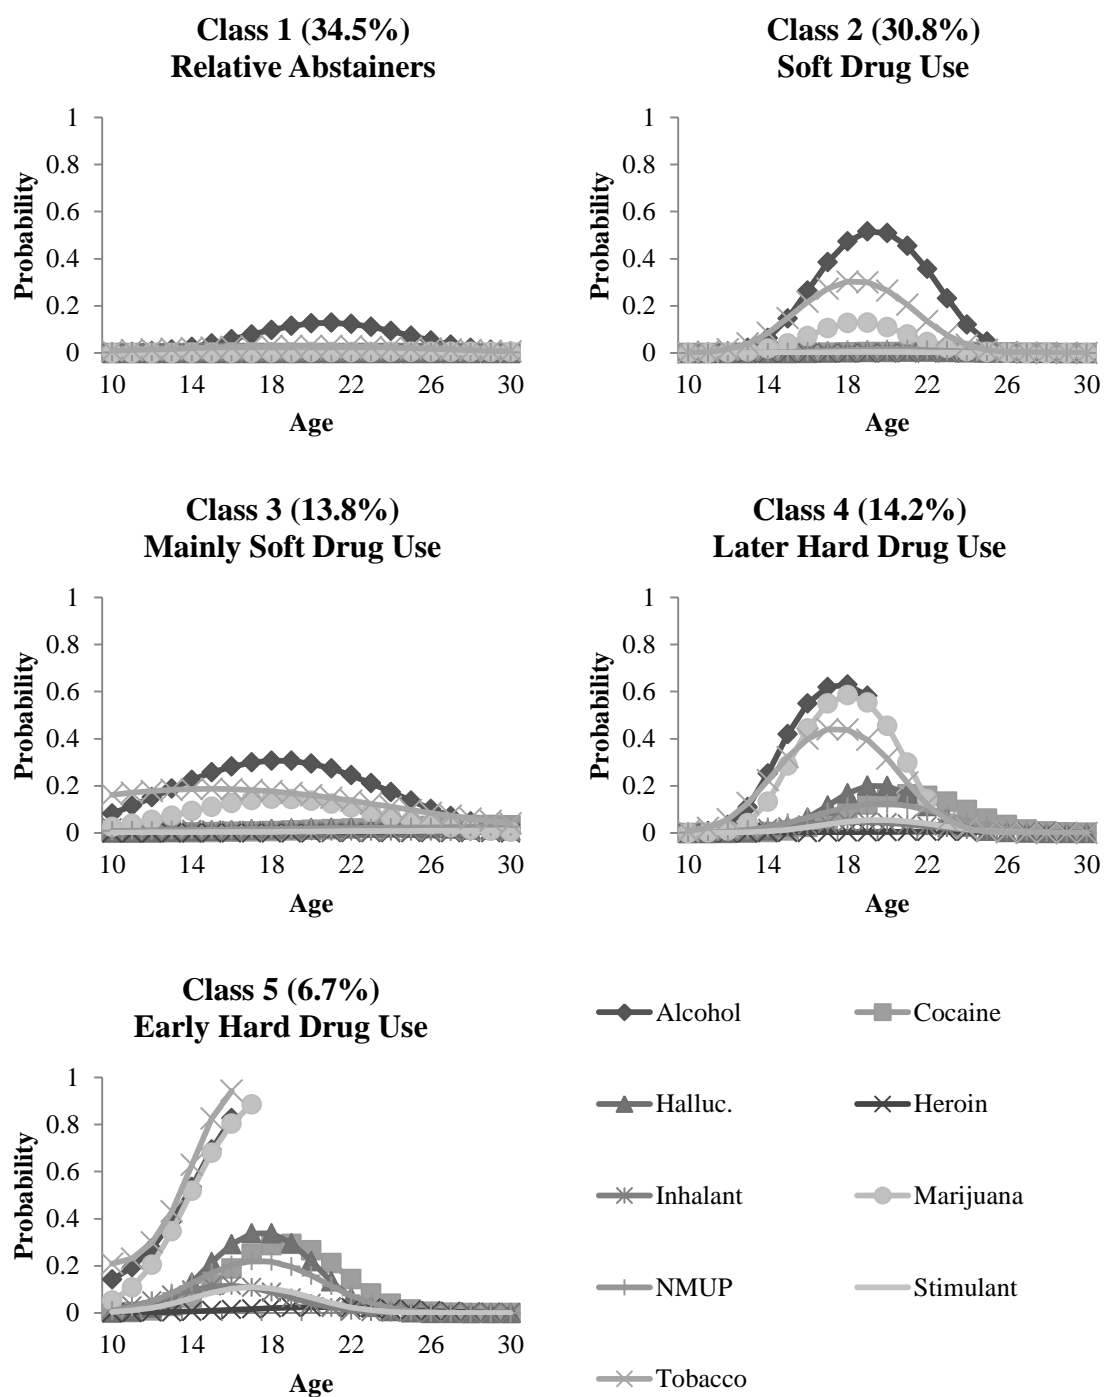 Class 1 (34.5%)
Relative Abstainers
1
0.8
0.6
0.4
0.2
0
Probability
10 14 18 22 26 30
Age
Class 2 (30.8%)
Soft Drug Use
1
0.8
0.6
0.4
0.2
0
Probability
10 14 18 22 26 30
Age
Class 3 (13.8%)
Mainly Soft Drug Use
1
0.8
0.6
0.4
0.2
0
Probability
10 14 18 22 26 30
Age
Class 4 (14.2%)
Later Hard Drug Use
1
0.8
0.6
0.4
0.2
0
Probability
10 14 18 22 26 30
Age
Class 5 (6.7%)
Early Hard Drug Use
1
0.8
0.6
0.4
0.2
0
Probability
10 14 18 22 26 30
Age
Alcohol Cocaine
Halluc. Heroin
Inhalant Marijuana
NMUP Stimulant
Tobacco